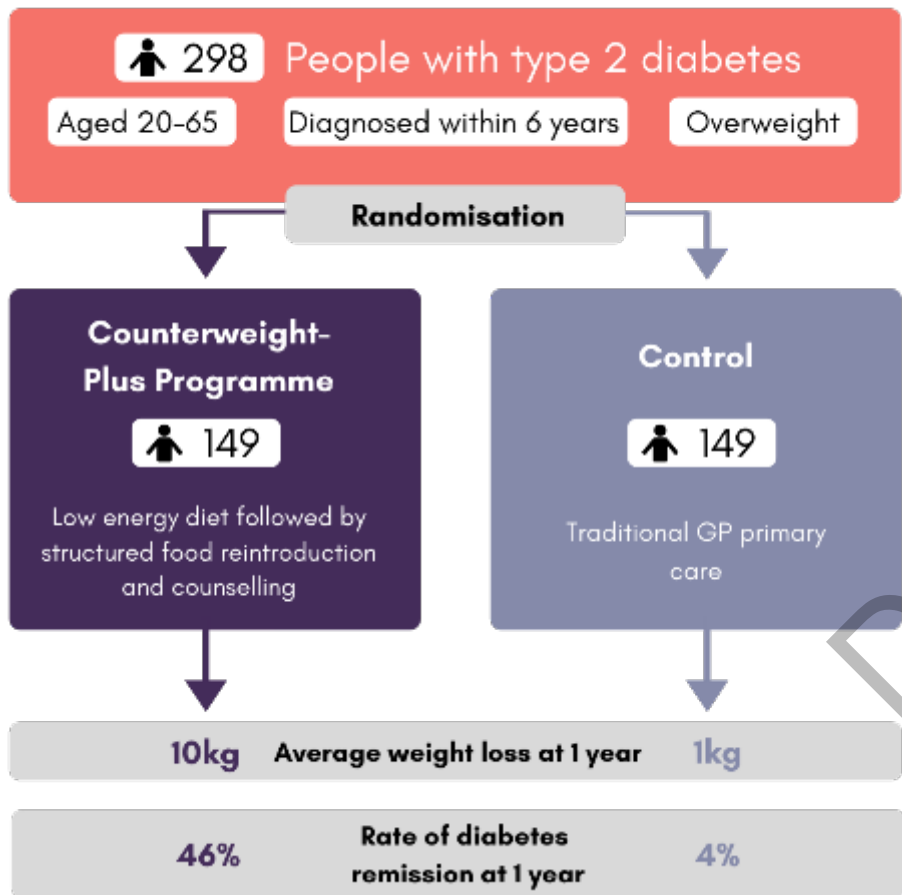 298 People with type 2 diabetes
Aged 20-65 Diagnosed within 6 years Overweight
Randomisation
Counterweight-
Plus Programme
149
Low energy diet followed by
structured food reintroduction
and counselling
Control
149
Traditional GP primary
care
10kg Average weight loss at 1 year 1kg
46% Rate of diabetes
remission at 1 year 4%